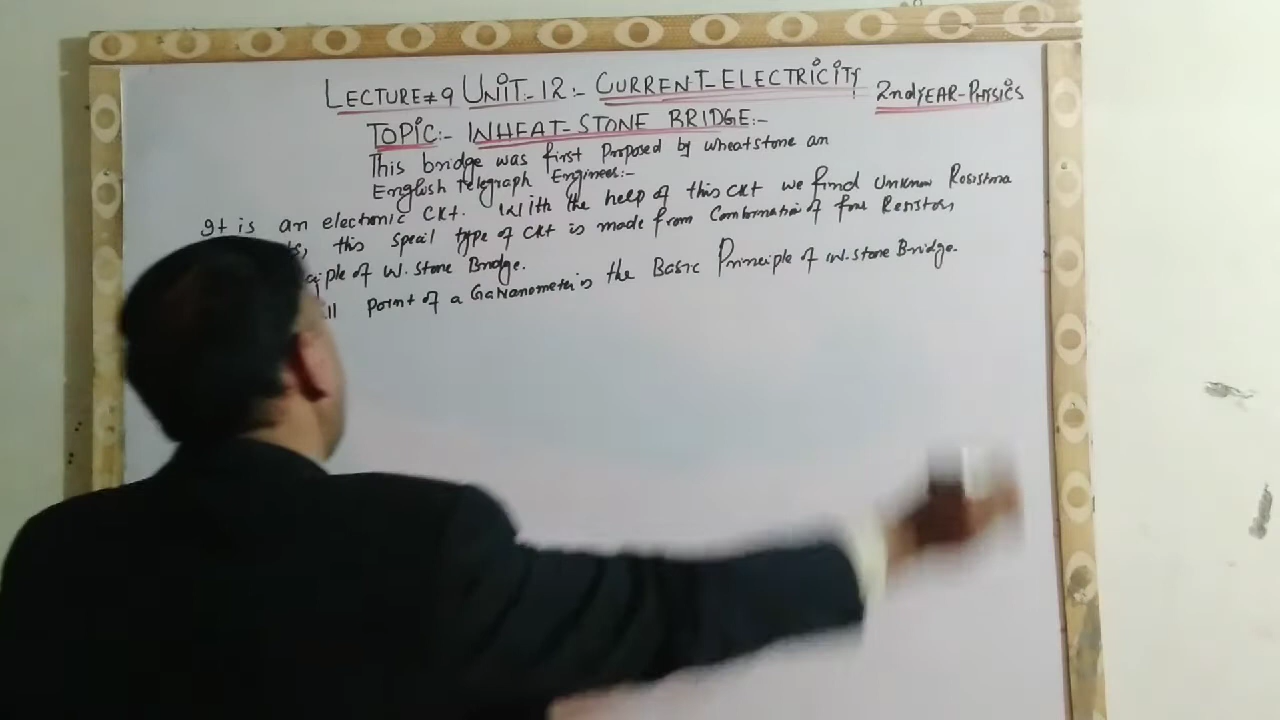 LECTURE#9 UNIT-12:- CURRENT-ELECTRICITY 2nd YEAR-PHYSICS
TOPIC:- WHEAT-STONE BRIDGE:-
This bridge was first Proposed by wheatstone an
English Telegraph Engineer:-
It is an electronic CKt. With the help of this CKt we find Unknown
this Specil type of CKt is made from Combination of four Resistors
of W. Stone Bridge.
Point of a Galvanometer is the Basic Principle of W. Stone Bridge.